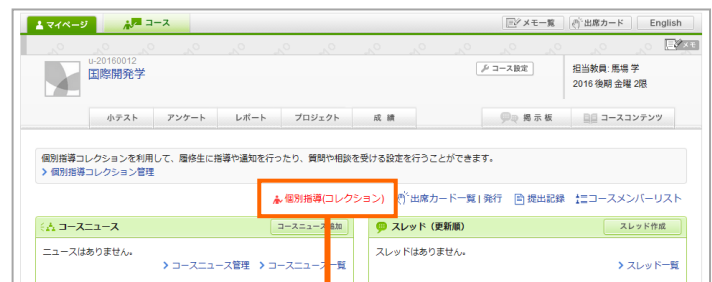 マイページ コース メモ一覧 出席カード English
メモ
u-20160012
国際開発学 コース設定 担当教員: 馬場 学
2016 後期 金曜 2限
小テスト アンケート レポート プロジェクト 成 績 掲 示 板 コースコンテンツ
個別指導コレクションを利用して、履修生に指導や通知を行ったり、質問や相談を受ける設定を行うことができます。
個別指導コレクション管理
個別指導(コレクション) 出席カード一覧 | 発行 提出記録 コースメンバーリスト
コースニュース コースニュース追加 スレッド（更新順） スレッド作成
ニュースはありません。 スレッドはありません。
コースニュース管理 コースニュース一覧 スレッド一覧